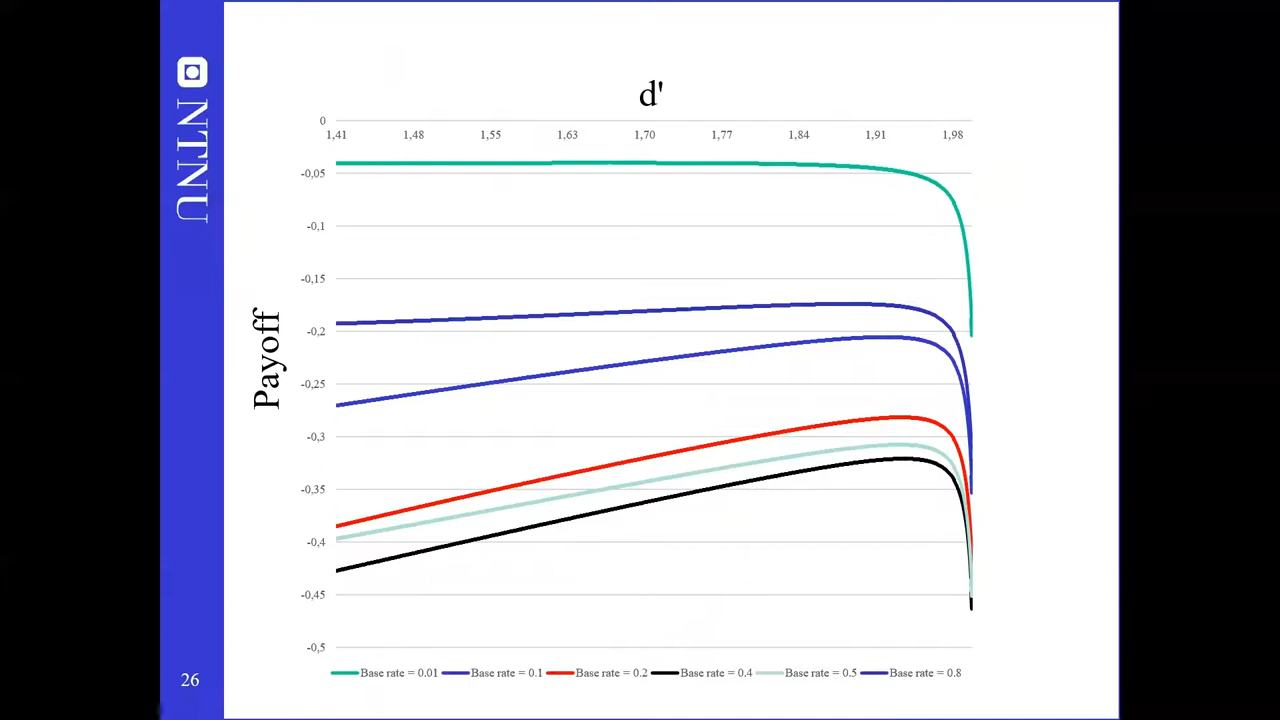 NTNU
26
d'
0
1,41 1,48 1,55 1,63 1,70 1,77 1,84 1,91 1,98
-0,05
-0,1
-0,15
-0,2
-0,25
-0,3
-0,35
-0,4
-0,45
-0,5
Payoff
Base rate = 0.01 Base rate = 0.1 Base rate = 0.2 Base rate = 0.4 Base rate = 0.5 Base rate = 0.8